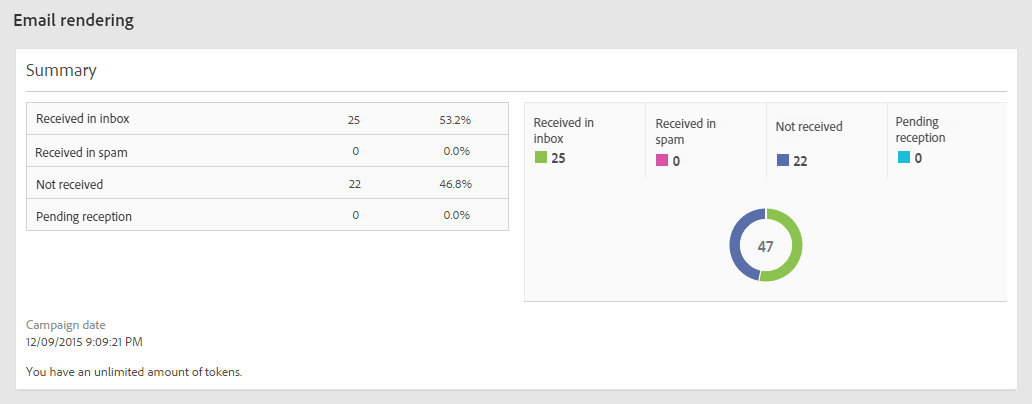 Email rendering
Summary
Received in inbox 25 53.2%
Received in spam 0 0.0%
Not received 22 46.8%
Pending reception 0 0.0%
Received in
inbox
25
Received in
spam
0
Not received
22
Pending
reception
0
47
Campaign date
12/09/2015 9:09:21 PM
You have an unlimited amount of tokens.